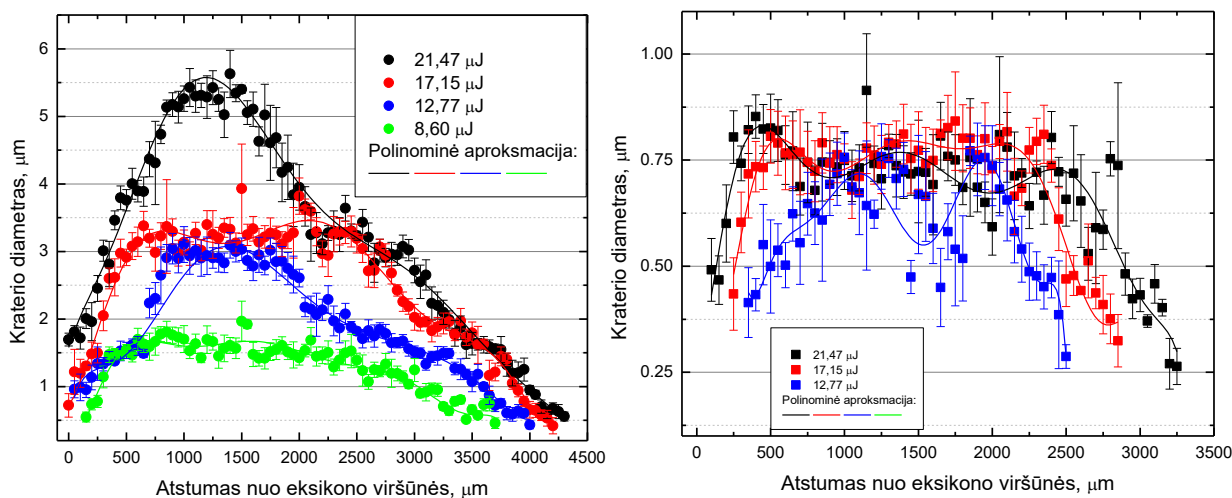 6
5
4
3
2
1
Kraterio diametras, μm
21,47 μJ
17,15 μJ
12,77 μJ
8,60 μJ
Polinominė aproksmacija:
0 500 1000 1500 2000 2500 3000 3500 4000 4500
Atstumas nuo eksikono viršūnės, μm
1.00
0.75
0.50
0.25
Kraterio diametras, μm
21,47 μJ
17,15 μJ
12,77 μJ
Polinominė aproksmacija:
0 500 1000 1500 2000 2500 3000 3500
Atstumas nuo eksikono viršūnės, μm